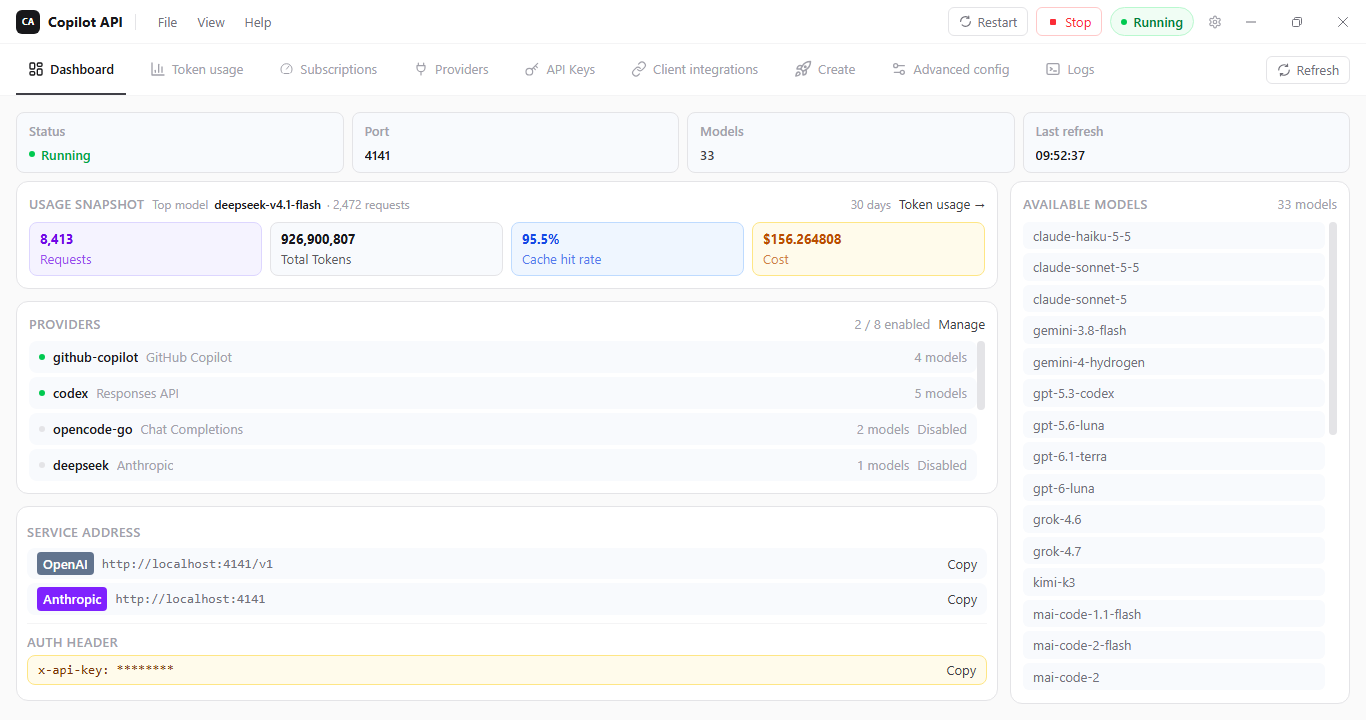 CA Copilot API File View Help Restart Stop Running
Dashboard Token usage Subscriptions Providers API Keys Client integrations Create Advanced config Logs Refresh
Status Port Models Last refresh
Running 4141 33 09:52:37
USAGE SNAPSHOT Top model deepseek-v4.1-flash · 2,472 requests 30 days Token usage →
8,413 926,900,807 95.5% $156.264808
Requests Total Tokens Cache hit rate Cost
PROVIDERS 2 / 8 enabled Manage
github-copilot GitHub Copilot 4 models
codex Responses API 5 models
opencode-go Chat Completions 2 models Disabled
deepseek Anthropic 1 models Disabled
SERVICE ADDRESS
OpenAI http://localhost:4141/v1 Copy
Anthropic http://localhost:4141 Copy
AUTH HEADER
x-api-key: ******** Copy
AVAILABLE MODELS 33 models
claude-haiku-5-5
claude-sonnet-5-5
claude-sonnet-5
gemini-3.8-flash
gemini-4-hydrogen
gpt-5.3-codex
gpt-5.6-luna
gpt-6.1-terra
gpt-6-luna
grok-4.6
grok-4.7
kimi-k3
mai-code-1.1-flash
mai-code-2-flash
mai-code-2